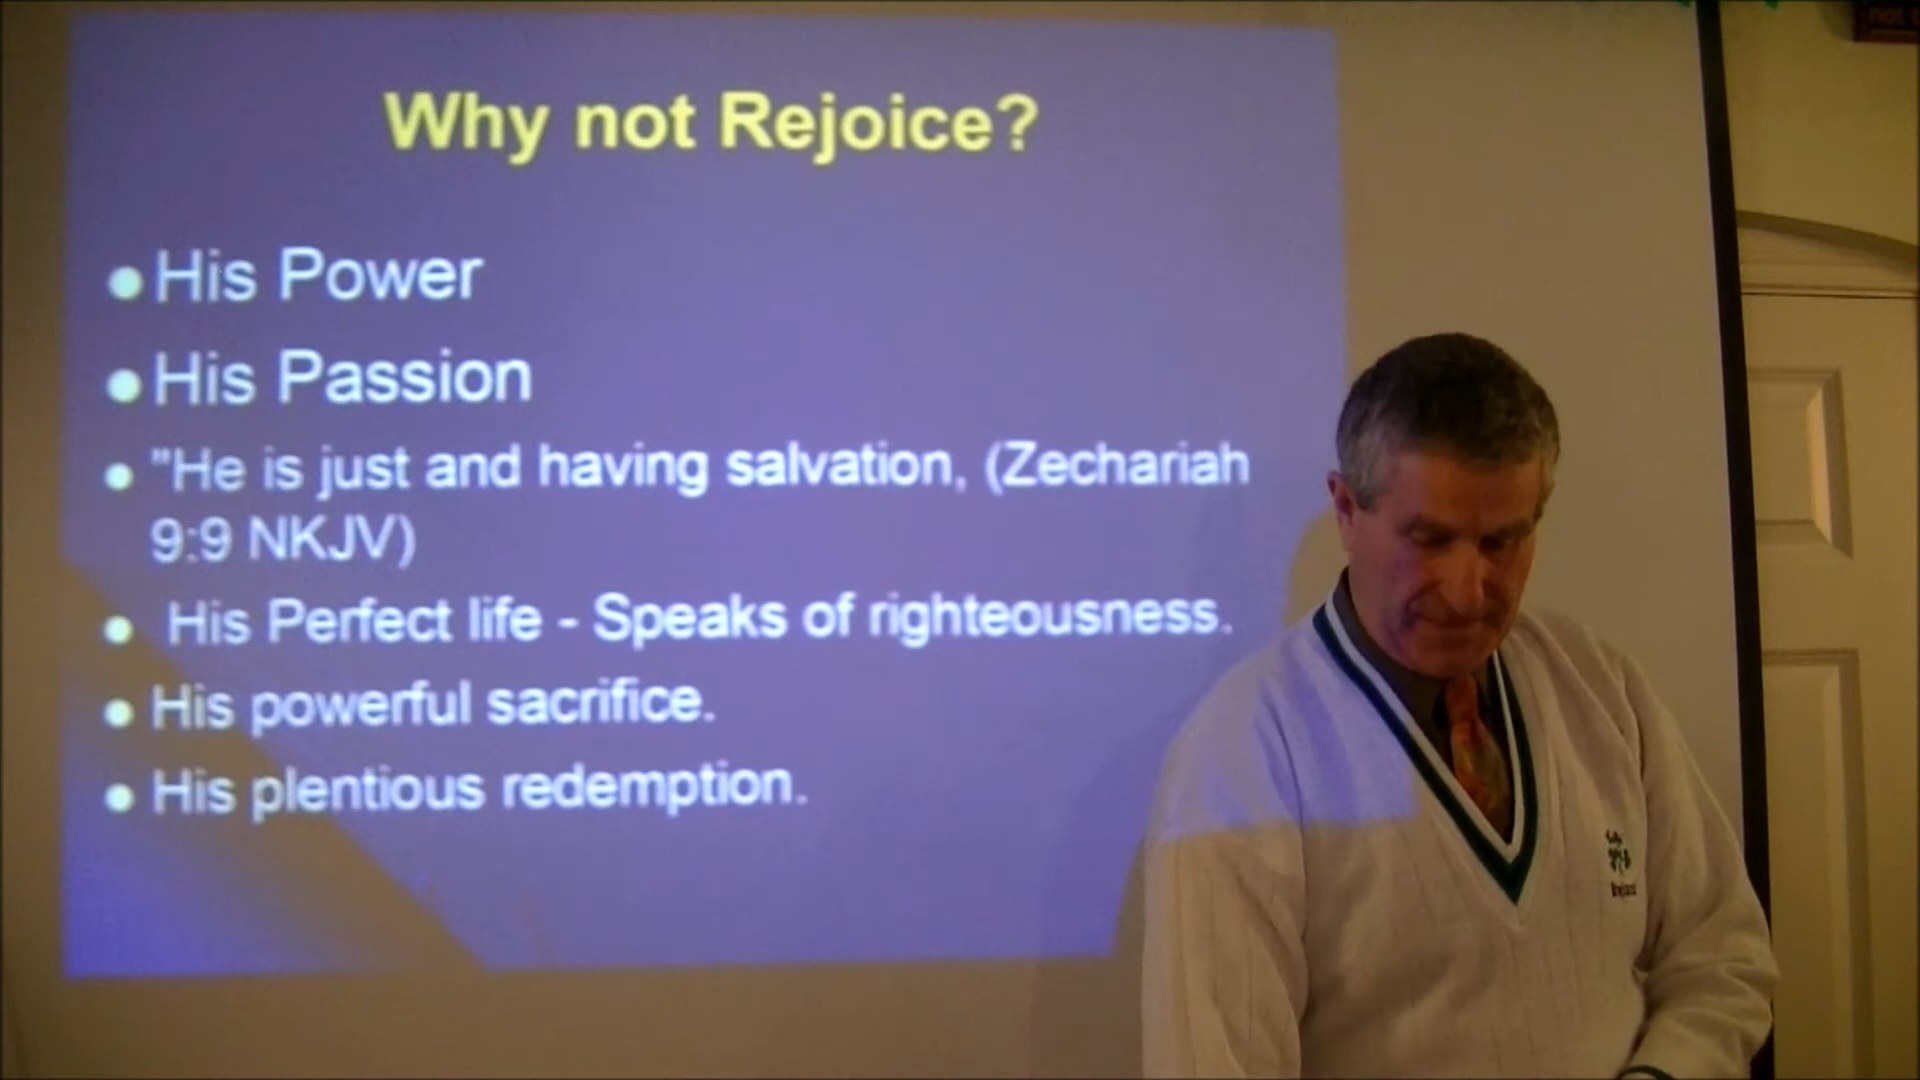 Why not Rejoice?
• His Power
• His Passion
• "He is just and having salvation, (Zechariah
9:9 NKJV)
• His Perfect life - Speaks of righteousness.
• His powerful sacrifice.
• His plentious redemption.
not